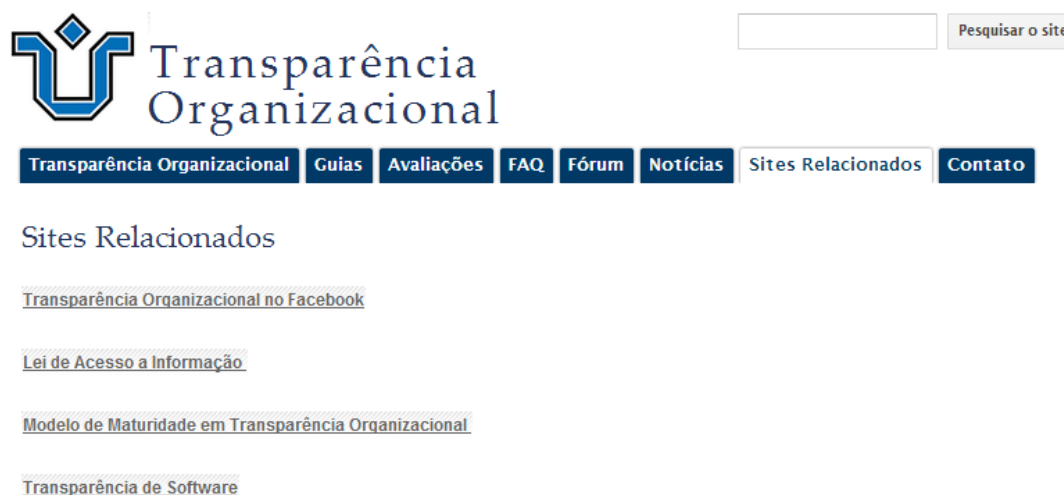 Transparência
Organizacional
Pesquisar o site
Transparência Organizacional Guias Avaliações FAQ Fórum Notícias Sites Relacionados Contato
Sites Relacionados
Transparência Organizacional no Facebook
Lei de Acesso a Informação
Modelo de Maturidade em Transparência Organizacional
Transparência de Software